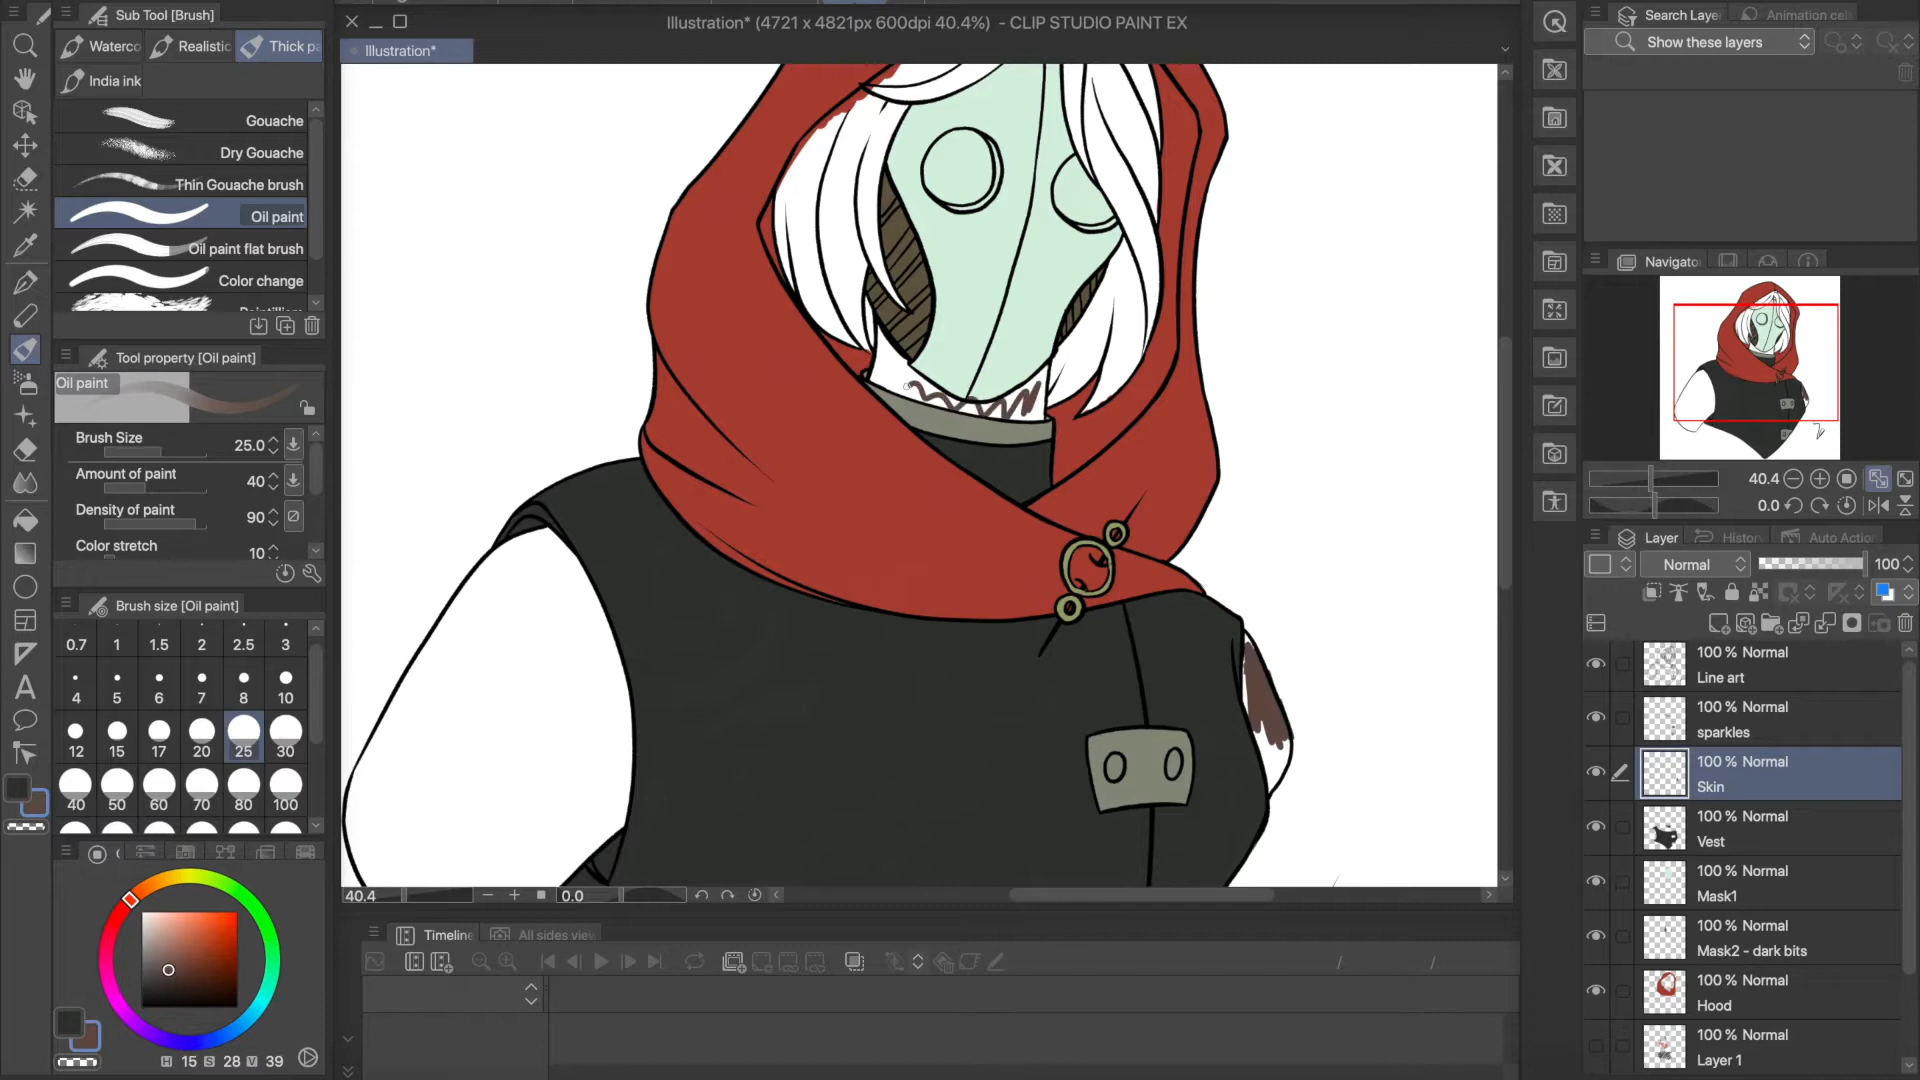 Sub Tool [Brush]
Realistic
Thick pa
India ink
Gouache
Dry Gouache
Thin Gouache brush
Oil paint
Oil paint flat brush
Color change
Tool property [Oil paint]
Oil paint
Brush Size 25.0
Amount of paint 40
Density of paint 90
Color stretch 10
Brush size [Oil paint]
0.7 1 1.5 2 2.5 3
4 5 6 7 8 10
12 15 17 20 25 30
40 50 60 70 80 100
H 15 S 28 V 39
Illustration* (4721 x 4821px 600dpi 40.4%) - CLIP STUDIO PAINT EX
Illustration*
40.4
0.0
Timeline
All sides view
/ /
Search Laye
Animation cel
Show these layers
Navigato
40.4
0.0
Layer
Histor
Auto Action
Normal 100
100 % Normal
Line art
100 % Normal
sparkles
100 % Normal
Skin
100 % Normal
Vest
100 % Normal
Mask1
100 % Normal
Mask2 - dark bits
100 % Normal
Hood
100 % Normal
Layer 1